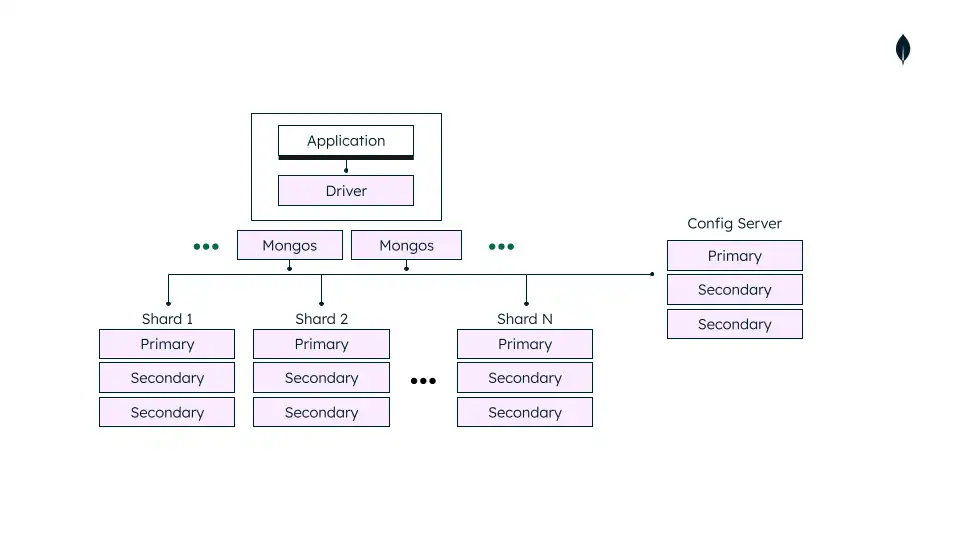 Application
Driver
Mongos
Mongos
Config Server
Primary
Secondary
Secondary
Shard 1
Primary
Secondary
Secondary
Shard 2
Primary
Secondary
Secondary
Shard N
Primary
Secondary
Secondary